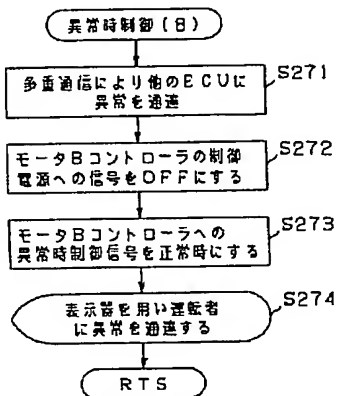 異常時制御(B)
多重通信により他のECUに
異常を通達
S271
モータBコントローラの制御
電源への信号をOFFにする
S272
モータBコントローラへの
異常時制御信号を正常時にする
S273
表示器を用い運転者
に異常を通達する
S274
RTS